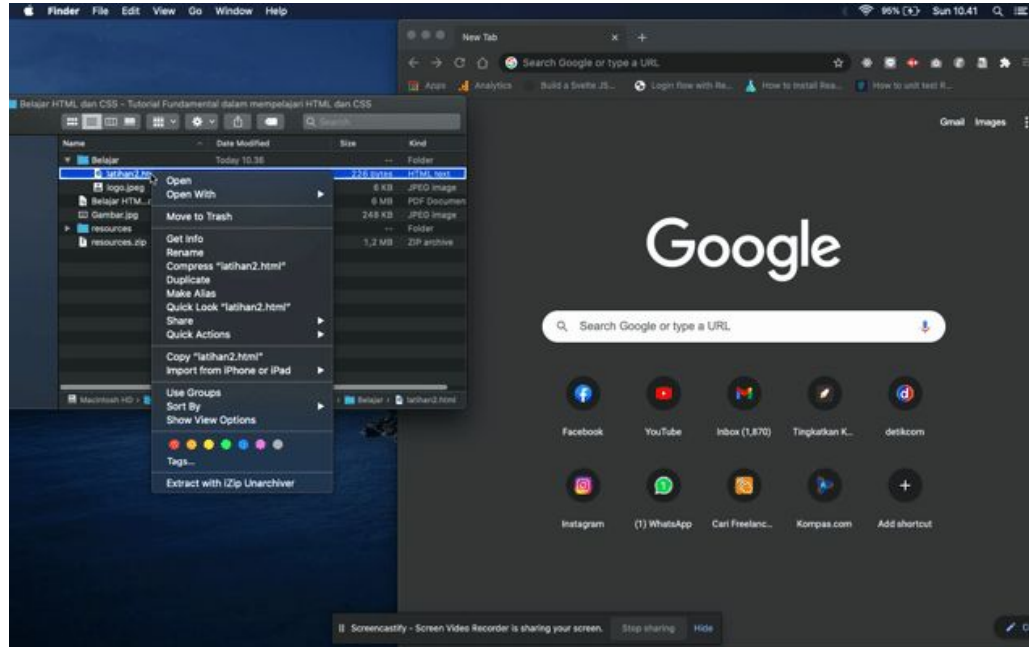 Finder File Edit View Go Window Help
95% Sun 10.41
New Tab
Search Google or type a URL
Apps Analytics Build a Svelte JS... Login flow with Re... How to install Rea... How to unit test R...
Gmail Images
Belajar HTML dan CSS - Tutorial Fundamental dalam mempelajari HTML dan CSS
Search
Name Date Modified Size Kind
Belajar Today 10.36 -- Folder
latihan2.ht 226 bytes HTML text
logo.jpeg 6 KB JPEG image
Belajar HTM... 6 MB PDF Documen
Gambar.jpg 248 KB JPEG image
resources -- Folder
resources.zip 1,2 MB ZIP archive
Macintosh HD Belajar latihan2.html
Open
Open With
Move to Trash
Get Info
Rename
Compress "latihan2.html"
Duplicate
Make Alias
Quick Look "latihan2.html"
Share
Quick Actions
Copy "latihan2.html"
Import from iPhone or iPad
Use Groups
Sort By
Show View Options
Tags...
Extract with iZip Unarchiver
Google
Search Google or type a URL
Facebook YouTube Inbox (1,870) Tingkatkan K... detikcom
Instagram (1) WhatsApp Cari Freelanc... Kompas.com Add shortcut
Screencastify - Screen Video Recorder is sharing your screen. Stop sharing Hide